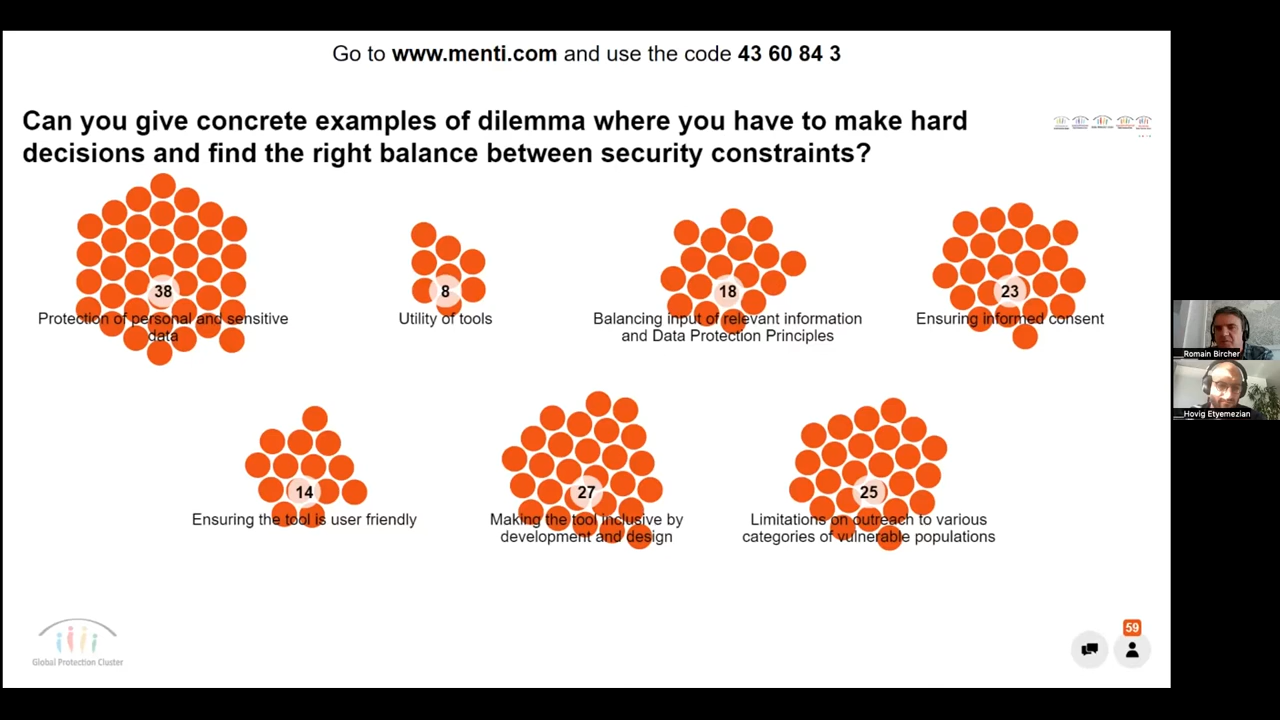 Go to www.menti.com and use the code 43 60 84 3
Can you give concrete examples of dilemma where you have to make hard
decisions and find the right balance between security constraints?
38
Protection of personal and sensitive
data
8
Utility of tools
18
Balancing input of relevant information
and Data Protection Principles
23
Ensuring informed consent
14
Ensuring the tool is user friendly
27
Making the tool inclusive by
development and design
25
Limitations on outreach to various
categories of vulnerable populations
Romain Bircher
Hovig Etyemezian
Global Protection Cluster
59